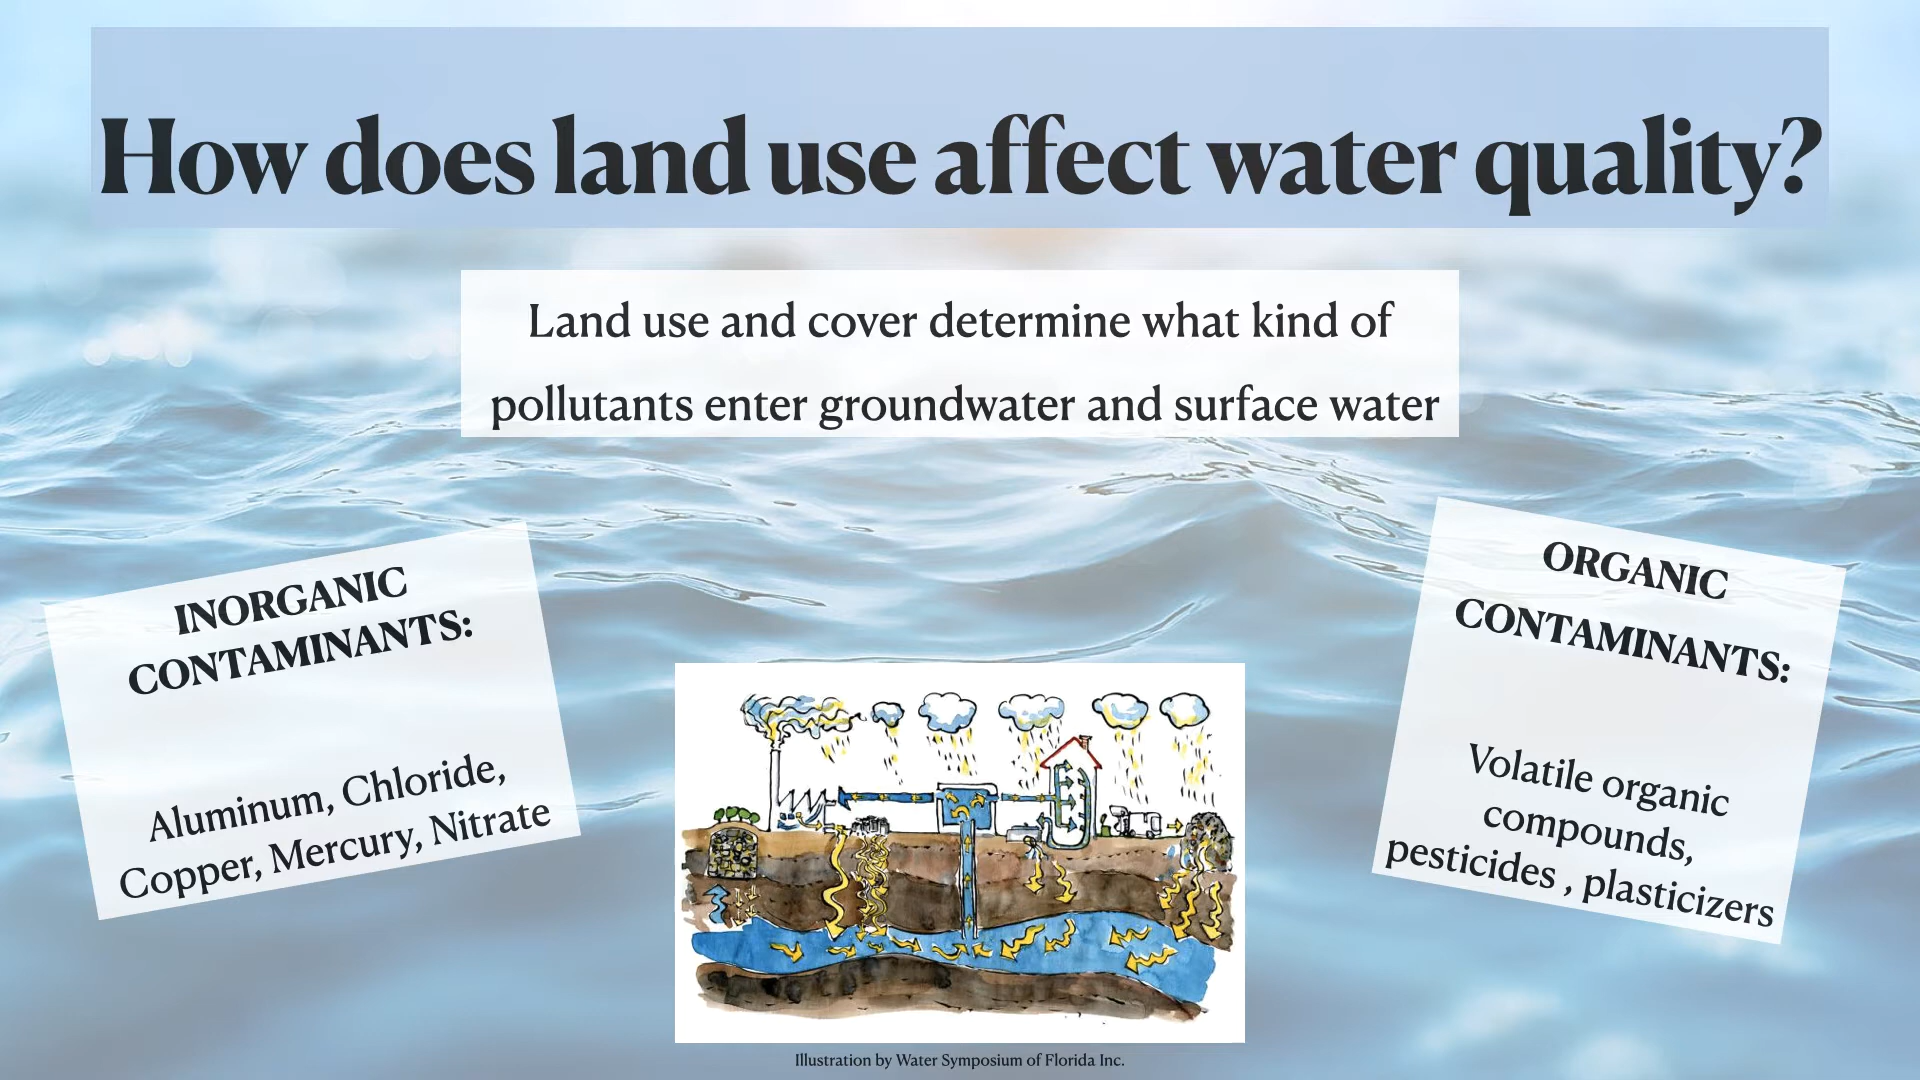 How does land use affect water quality?
Land use and cover determine what kind of
pollutants enter groundwater and surface water
INORGANIC
CONTAMINANTS:
Aluminum, Chloride,
Copper, Mercury, Nitrate
ORGANIC
CONTAMINANTS:
Volatile organic
compounds,
pesticides , plasticizers
Illustration by Water Symposium of Florida Inc.